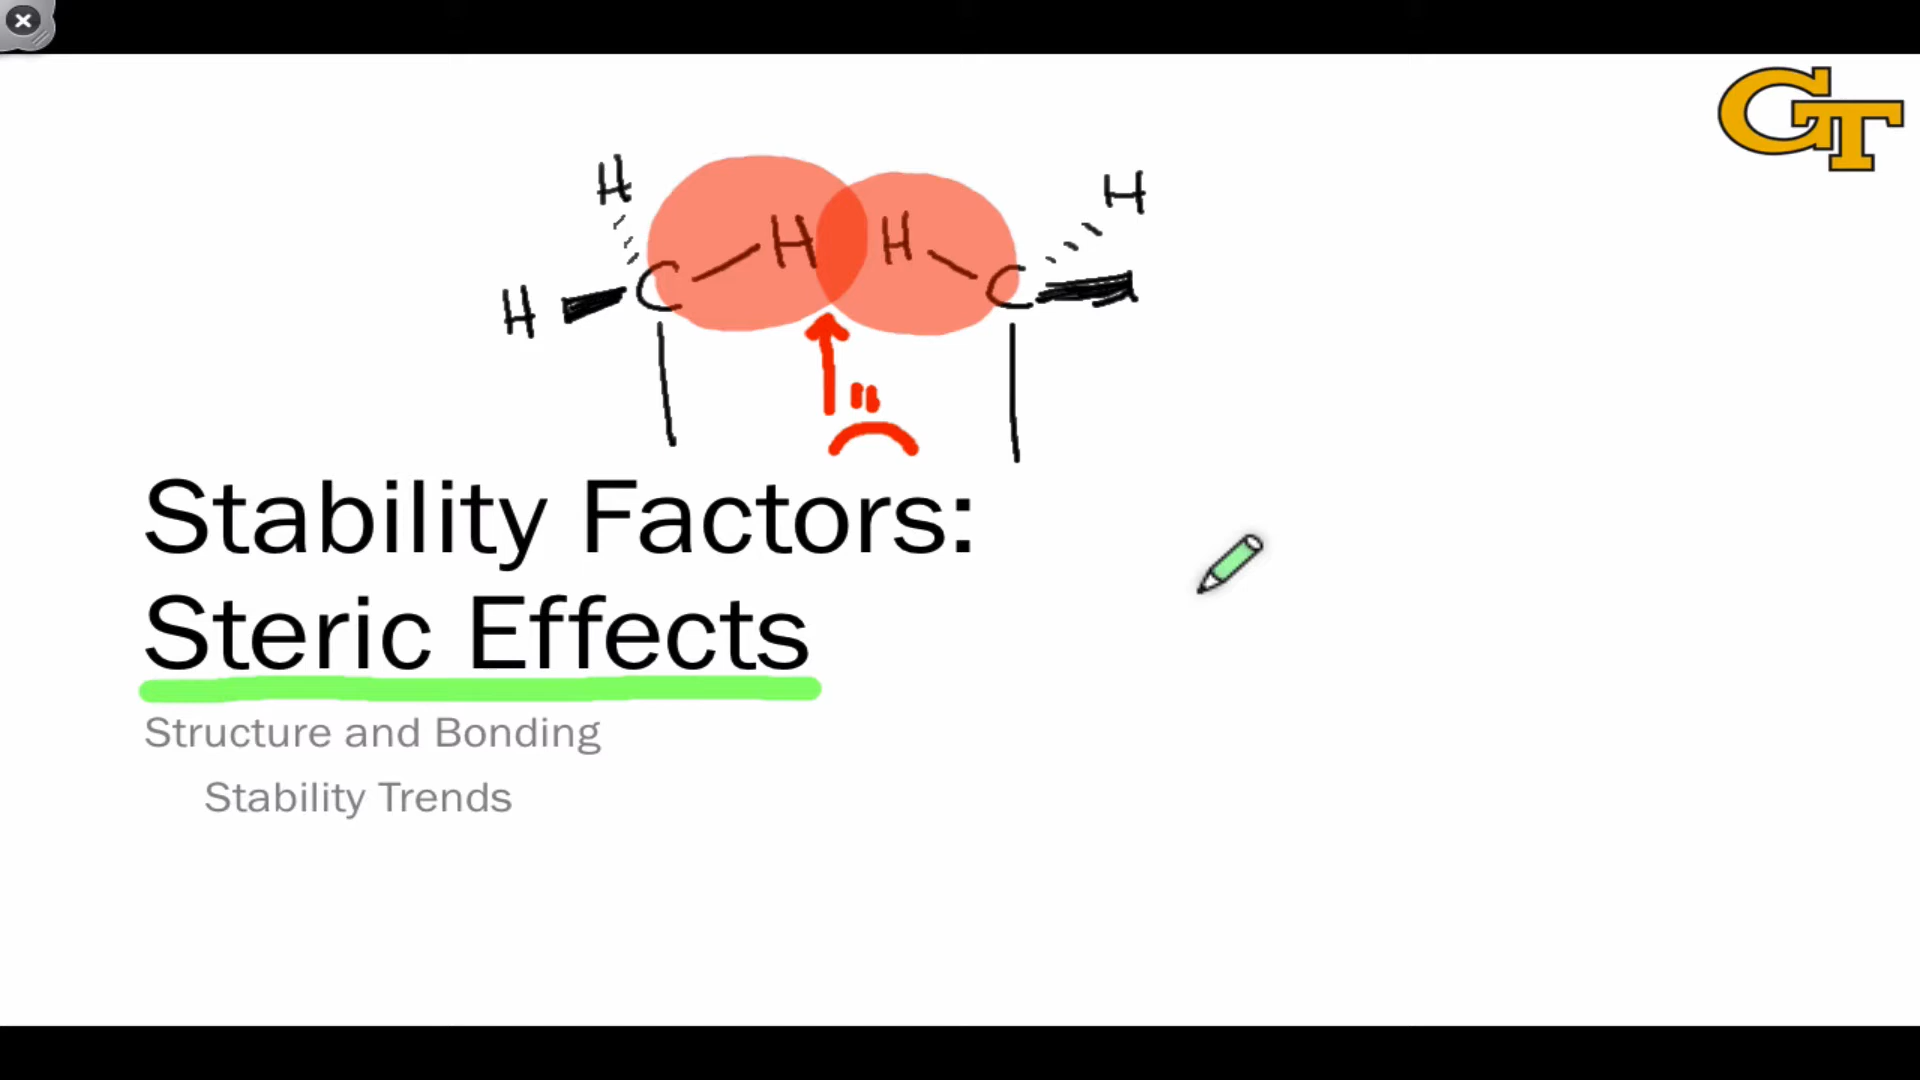 GT
H
H
H
H
H
C
C
Stability Factors:
Steric Effects
Structure and Bonding
Stability Trends